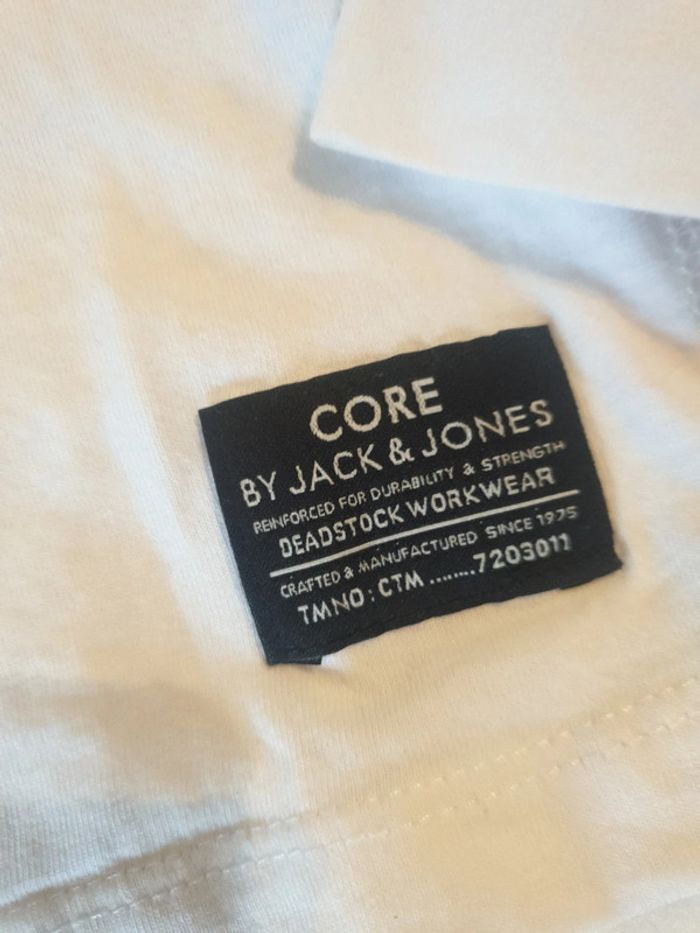 CORE
BY JACK & JONES
REINFORCED FOR DURABILITY & STRENGTH
DEADSTOCK WORKWEAR
CRAFTED & MANUFACTURED SINCE 1975
TMNO: CTM .......7203011